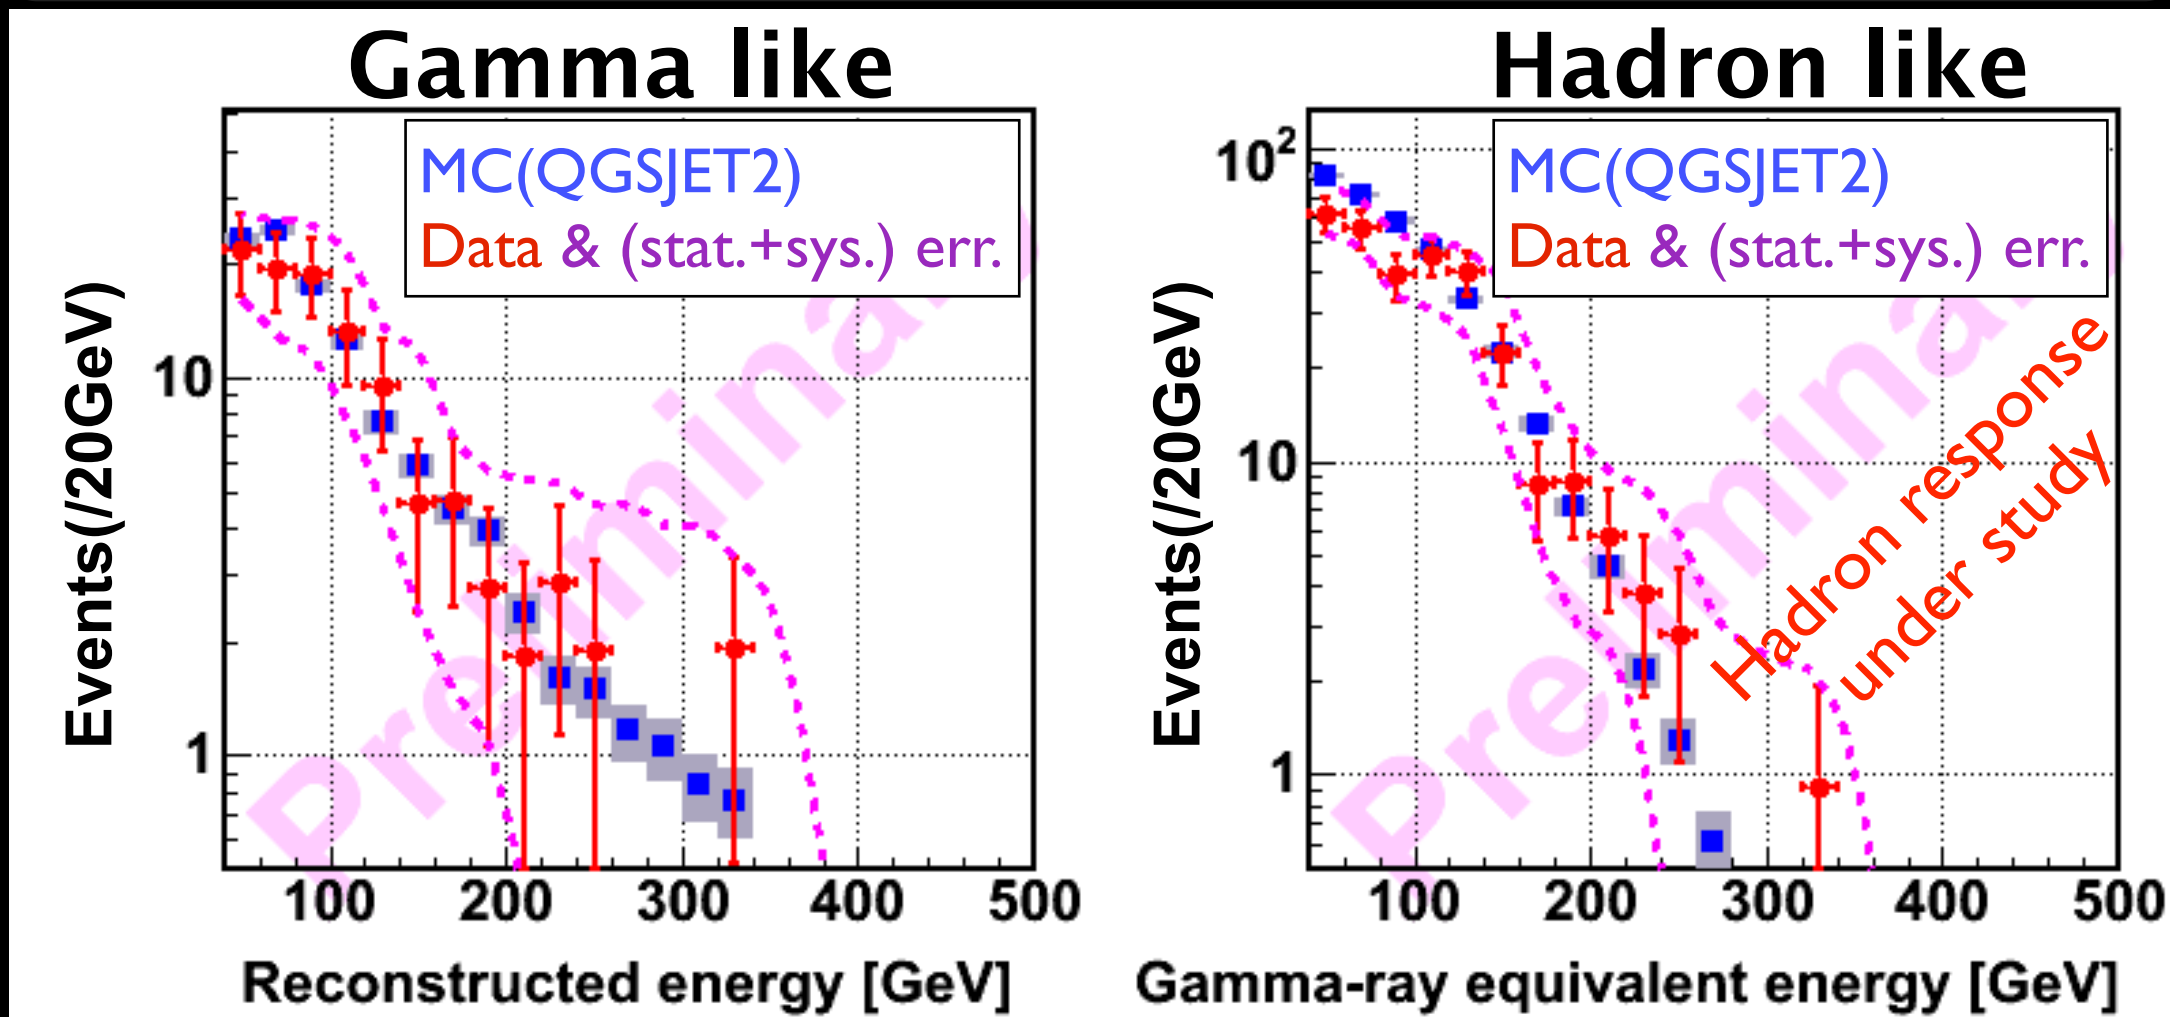 Gamma like
MC(QGSJET2)
Data & (stat.+sys.) err.
Events(/20GeV)
10
1
100 200 300 400 500
Reconstructed energy [GeV]
Preliminary
Hadron like
MC(QGSJET2)
Data & (stat.+sys.) err.
Events(/20GeV)
10²
10
1
Hadron response
under study
100 200 300 400 500
Gamma-ray equivalent energy [GeV]
Preliminary